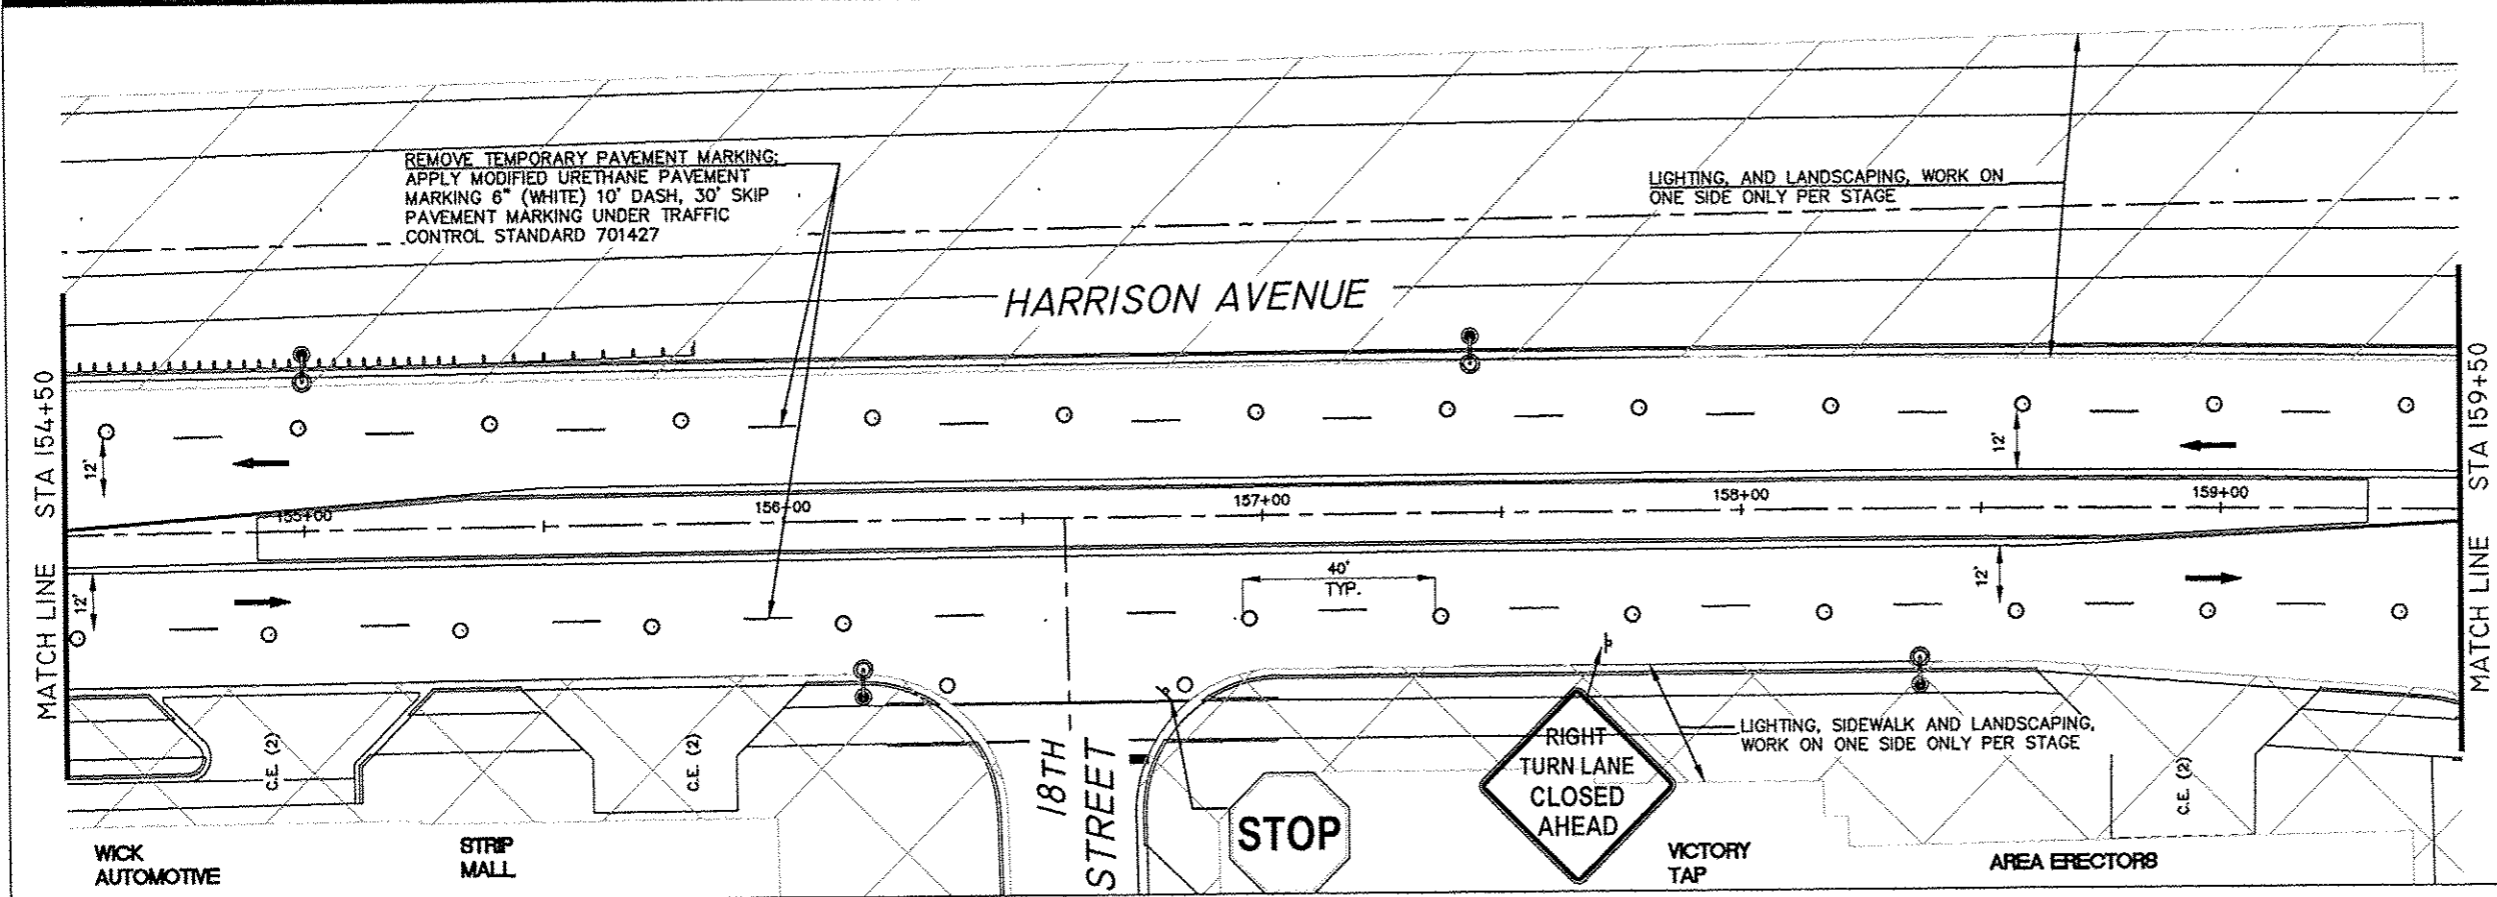 REMOVE TEMPORARY PAVEMENT MARKING;
APPLY MODIFIED URETHANE PAVEMENT
MARKING 6" (WHITE) 10' DASH, 30' SKIP
PAVEMENT MARKING UNDER TRAFFIC
CONTROL STANDARD 701427
LIGHTING, AND LANDSCAPING, WORK ON
ONE SIDE ONLY PER STAGE
HARRISON AVENUE
MATCH LINE STA 154+50
MATCH LINE STA 159+50
12'
12'
155+00
156+00
157+00
158+00
159+00
12'
40'
TYP.
12'
C.E. (2)
C.E. (2)
18TH
STREET
STOP
RIGHT
TURN LANE
CLOSED
AHEAD
LIGHTING, SIDEWALK AND LANDSCAPING,
WORK ON ONE SIDE ONLY PER STAGE
C.E. (2)
WICK
AUTOMOTIVE
STRIP
MALL
VICTORY
TAP
AREA ERECTORS